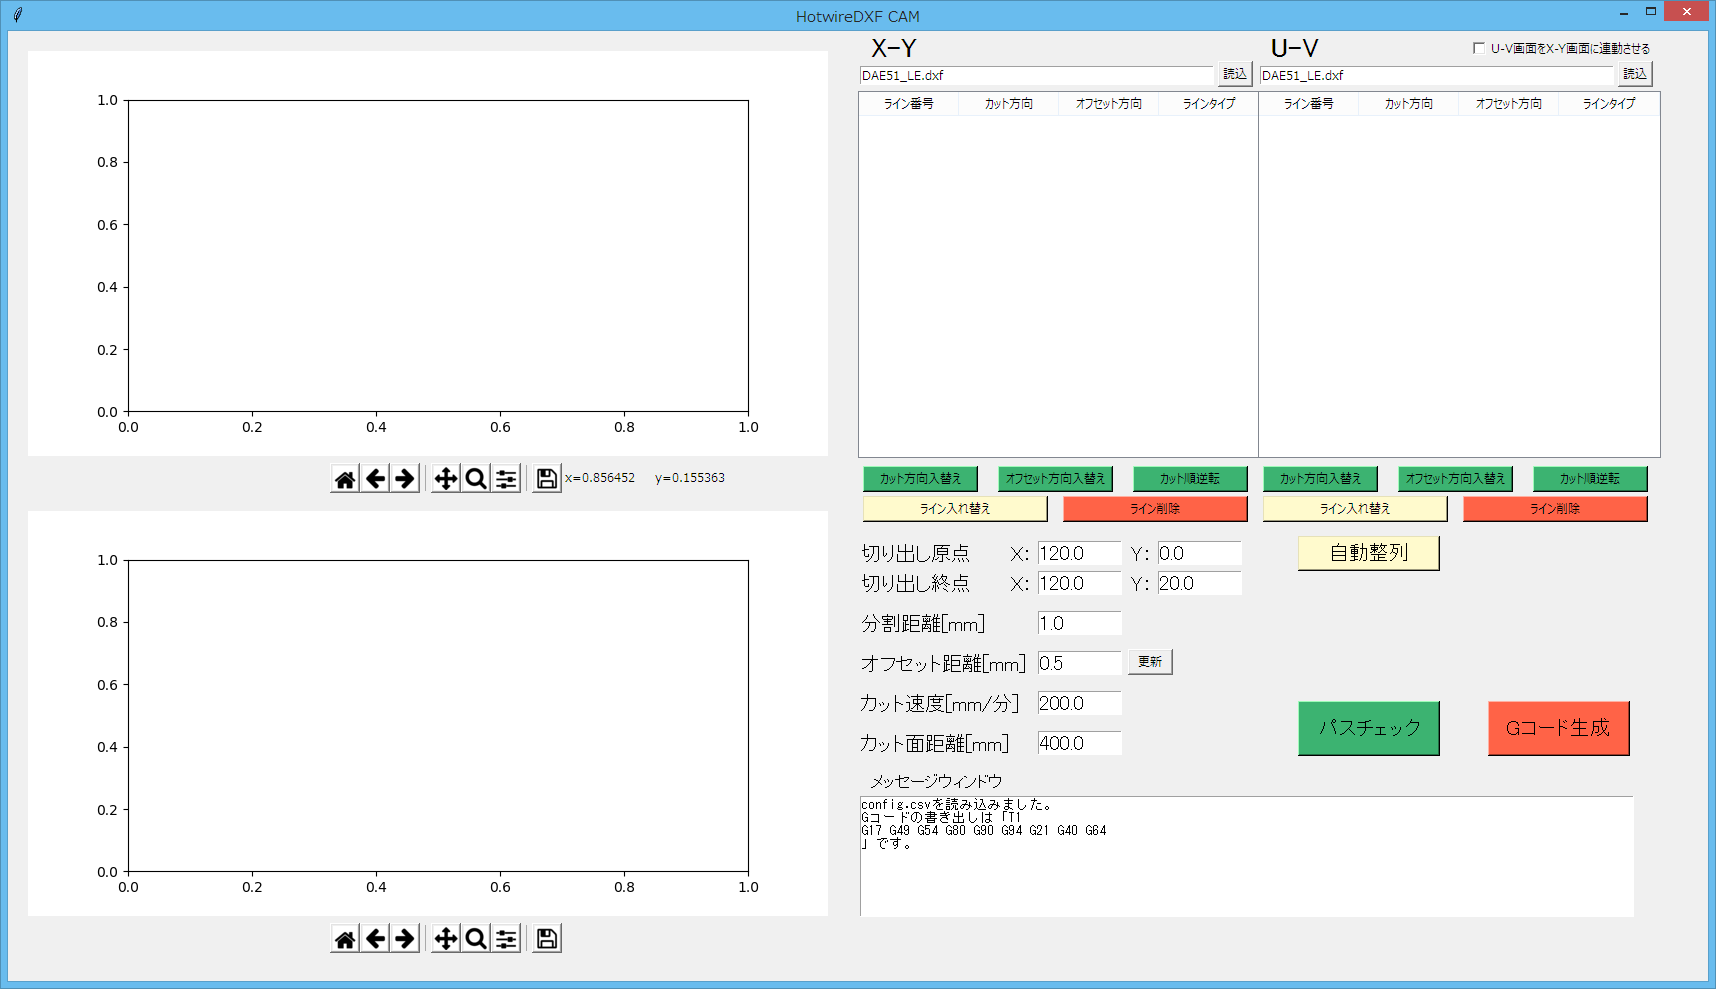 HotwireDXF CAM
X-Y
U-V
U-V画面をX-Y画面に連動させる
DAE51_LE.dxf
読込
DAE51_LE.dxf
読込
ライン番号 カット方向 オフセット方向 ラインタイプ
ライン番号 カット方向 オフセット方向 ラインタイプ
1.0
0.8
0.6
0.4
0.2
0.0
0.0 0.2 0.4 0.6 0.8 1.0
x=0.856452 y=0.155363
1.0
0.8
0.6
0.4
0.2
0.0
0.0 0.2 0.4 0.6 0.8 1.0
カット方向入替え オフセット方向入替え カット順逆転
カット方向入替え オフセット方向入替え カット順逆転
ライン入れ替え ライン削除
ライン入れ替え ライン削除
切り出し原点 X: 120.0 Y: 0.0
自動整列
切り出し終点 X: 120.0 Y: 20.0
分割距離[mm] 1.0
オフセット距離[mm] 0.5 更新
カット速度[mm/分] 200.0
カット面距離[mm] 400.0
パスチェック
Gコード生成
メッセージウィンドウ
config.csvを読み込みました。
Gコードの書き出しは「T1
G17 G49 G54 G80 G90 G94 G21 G40 G64
」です。